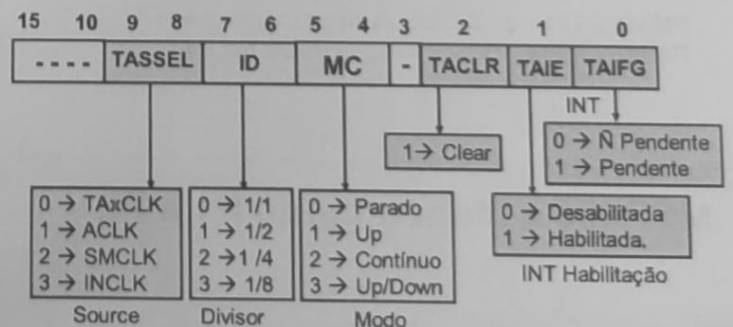 15 10 9 8 7 6 5 4 3 2 1 0
- - - - TASSEL ID MC - TACLR TAIE TAIFG
INT
1→ Clear
0 → Ñ Pendente
1 → Pendente
0 → TAxCLK
1 → ACLK
2 → SMCLK
3 → INCLK
Source
0 → 1/1
1 → 1/2
2 →1 /4
3 → 1/8
Divisor
0 → Parado
1 → Up
2 → Contínuo
3 → Up/Down
Modo
0 → Desabilitada
1 → Habilitada.
INT Habilitação